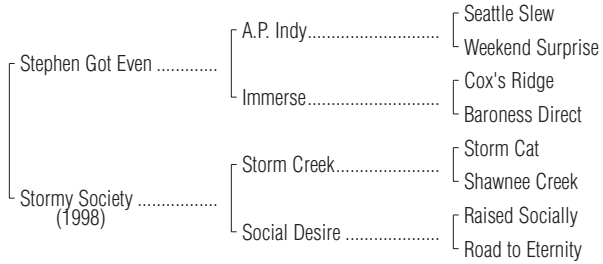 Seattle Slew
A.P. Indy..............................
Weekend Surprise
Stephen Got Even .............
Cox's Ridge
Immerse..............................
Baroness Direct
Storm Cat
Storm Creek........................
Shawnee Creek
Stormy Society .................
(1998)
Raised Socially
Social Desire .....................
Road to Eternity